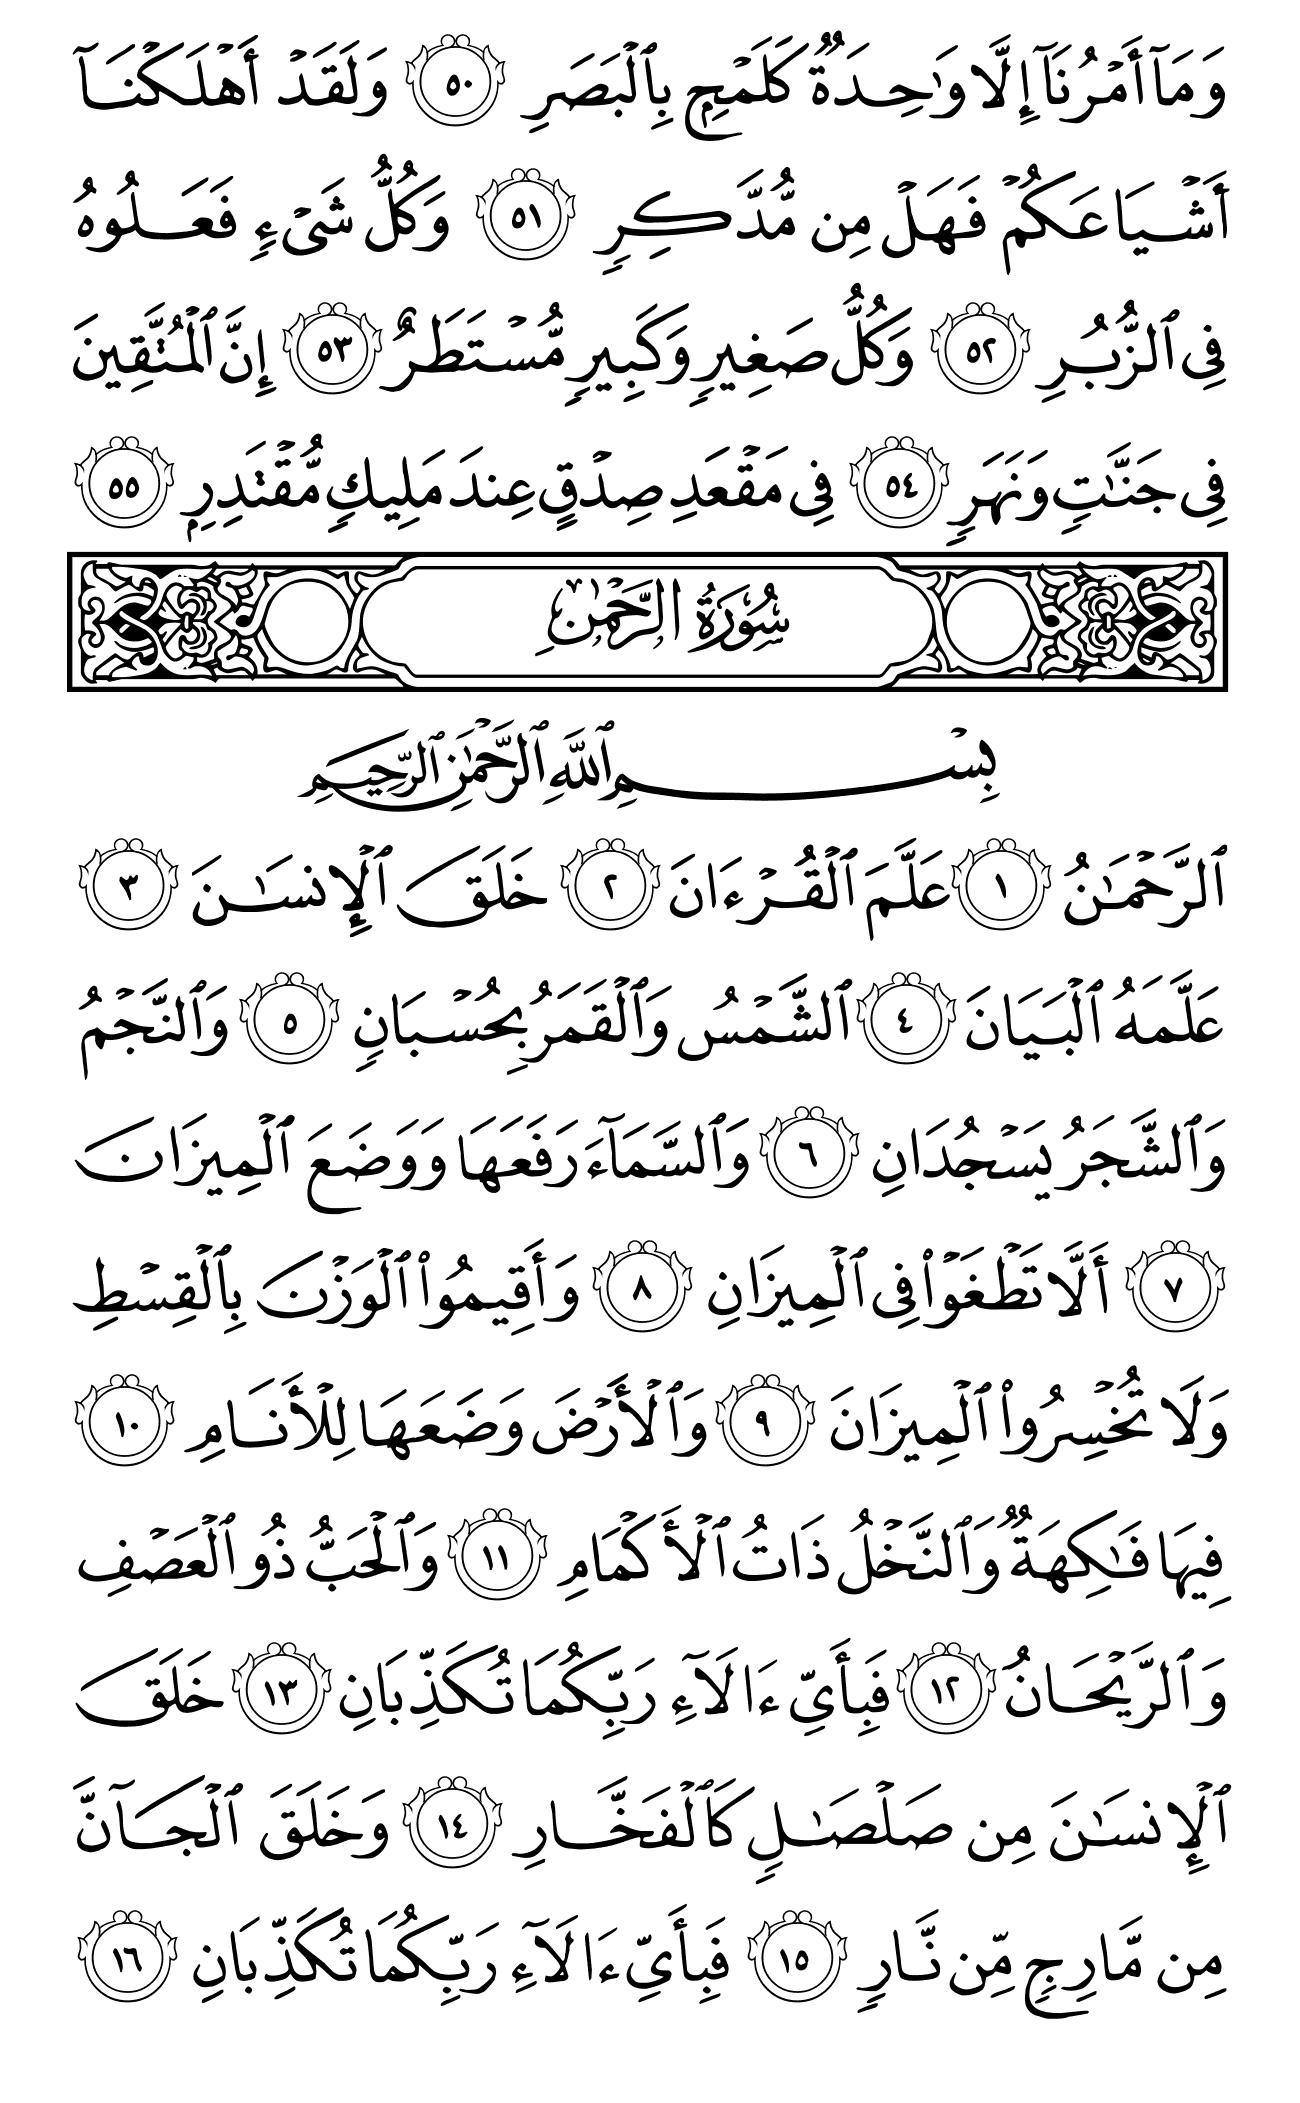 وَمَآ أَمْرُنَآ إِلَّا وَٰحِدَةٌ كَلَمْحٍۭ بِٱلْبَصَرِ ٥٠ وَلَقَدْ أَهْلَكْنَآ
أَشْيَاعَكُمْ فَهَلْ مِن مُّدَّكِرٍ ٥١ وَكُلُّ شَىْءٍ فَعَلُوهُ
فِى ٱلزُّبُرِ ٥٢ وَكُلُّ صَغِيرٍ وَكَبِيرٍ مُّسْتَطَرٌ ٥٣ إِنَّ ٱلْمُتَّقِينَ
فِى جَنَّٰتٍ وَنَهَرٍ ٥٤ فِى مَقْعَدِ صِدْقٍ عِندَ مَلِيكٍ مُّقْتَدِرٍۭ ٥٥
سُورَةُ الرَّحْمَٰن
بِسْمِ ٱللَّهِ ٱلرَّحْمَٰنِ ٱلرَّحِيمِ
ٱلرَّحْمَٰنُ ١ عَلَّمَ ٱلْقُرْءَانَ ٢ خَلَقَ ٱلْإِنسَٰنَ ٣
عَلَّمَهُ ٱلْبَيَانَ ٤ ٱلشَّمْسُ وَٱلْقَمَرُ بِحُسْبَانٍ ٥ وَٱلنَّجْمُ
وَٱلشَّجَرُ يَسْجُدَانِ ٦ وَٱلسَّمَآءَ رَفَعَهَا وَوَضَعَ ٱلْمِيزَانَ
٧ أَلَّا تَطْغَوْا۟ فِى ٱلْمِيزَانِ ٨ وَأَقِيمُوا۟ ٱلْوَزْنَ بِٱلْقِسْطِ
وَلَا تُخْسِرُوا۟ ٱلْمِيزَانَ ٩ وَٱلْأَرْضَ وَضَعَهَا لِلْأَنَامِ ١٠
فِيهَا فَٰكِهَةٌ وَٱلنَّخْلُ ذَاتُ ٱلْأَكْمَامِ ١١ وَٱلْحَبُّ ذُو ٱلْعَصْفِ
وَٱلرَّيْحَانُ ١٢ فَبِأَىِّ ءَالَآءِ رَبِّكُمَا تُكَذِّبَانِ ١٣ خَلَقَ
ٱلْإِنسَٰنَ مِن صَلْصَٰلٍ كَٱلْفَخَّارِ ١٤ وَخَلَقَ ٱلْجَآنَّ
مِن مَّارِجٍۢ مِّن نَّارٍ ١٥ فَبِأَىِّ ءَالَآءِ رَبِّكُمَا تُكَذِّبَانِ ١٦